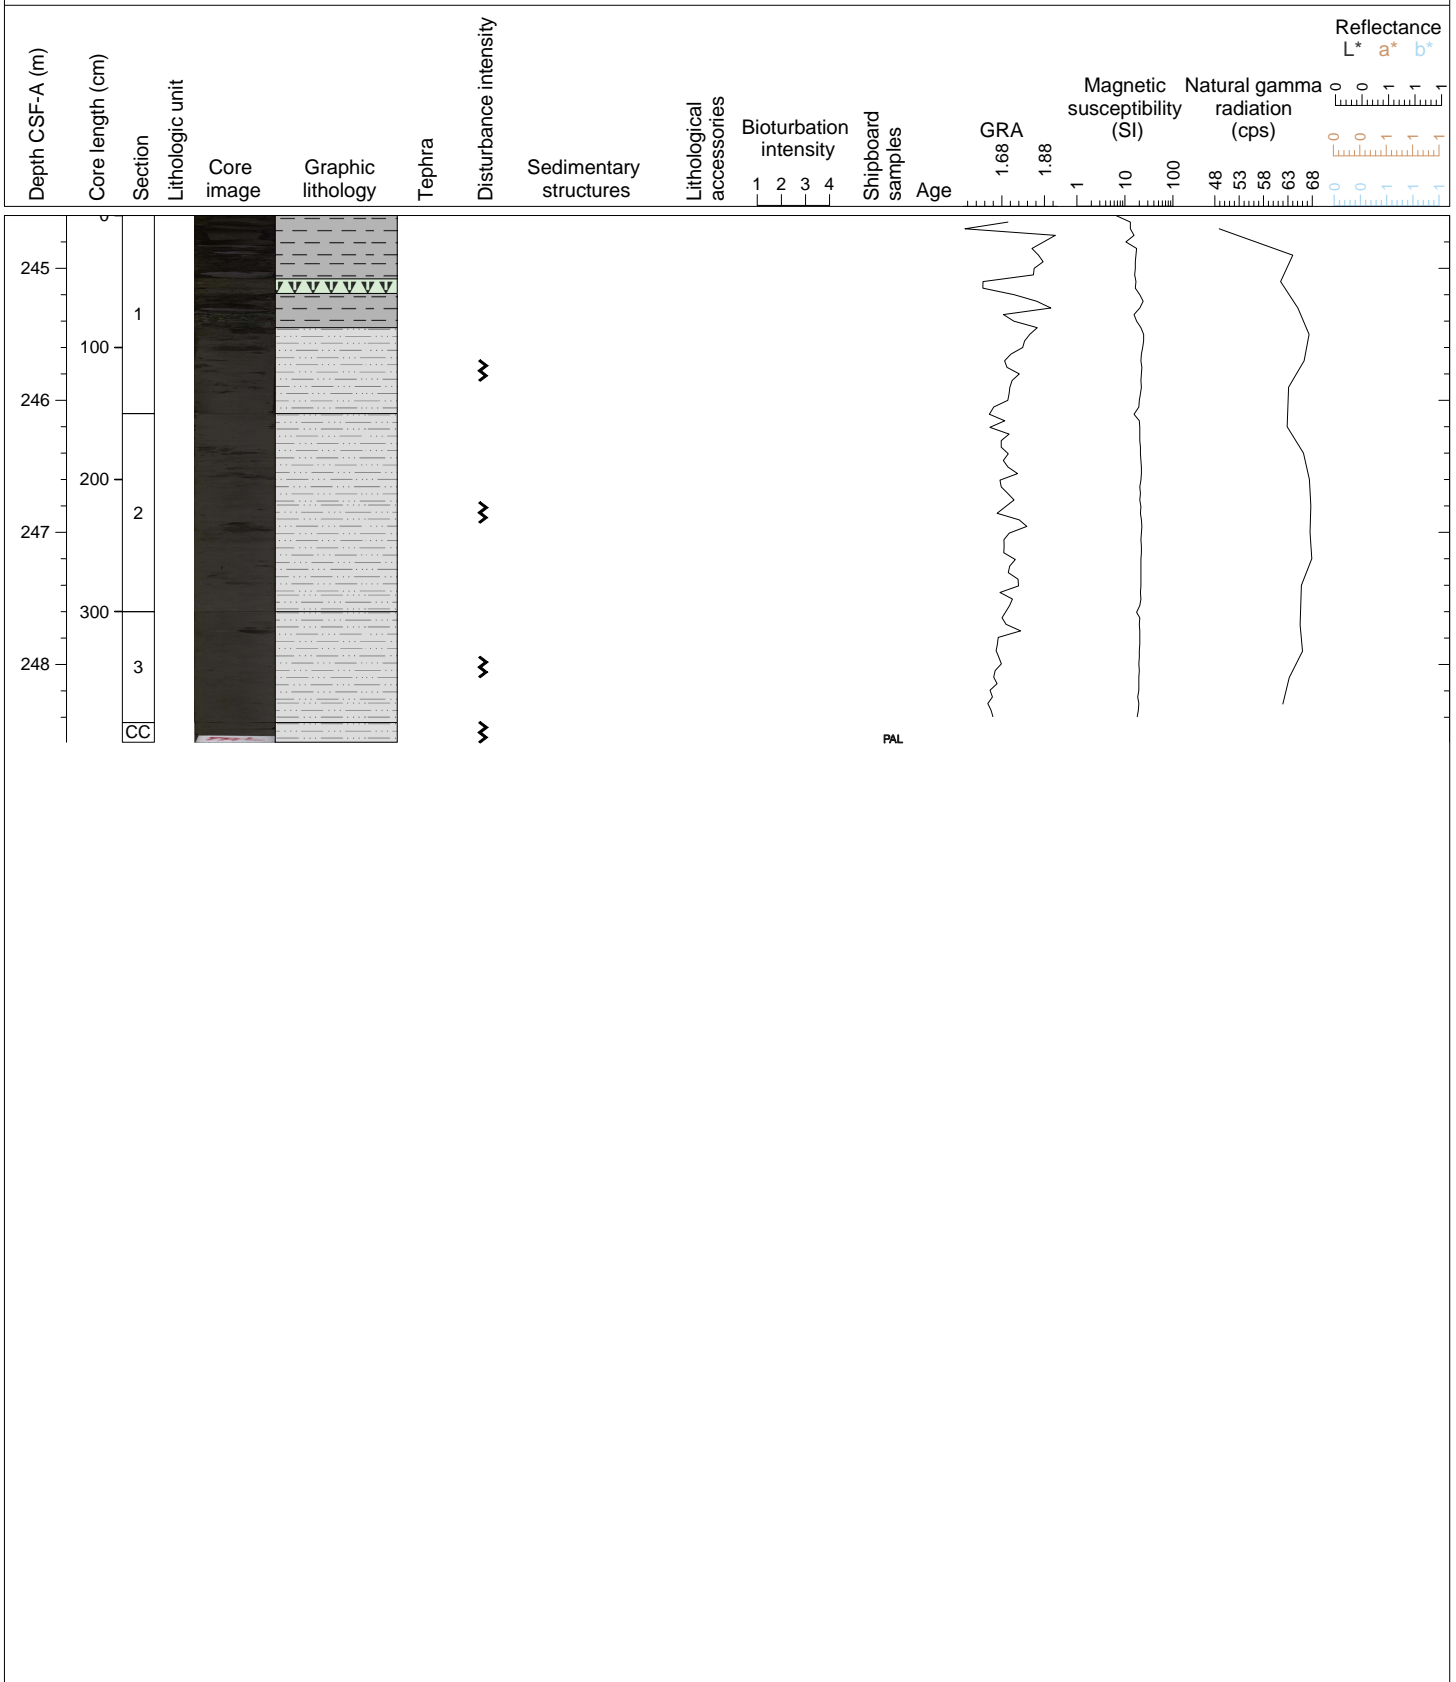 Depth CSF-A (m)
Core length (cm)
Section
Lithologic unit
Core
image
Graphic
lithology
Tephra
Disturbance intensity
Sedimentary
structures
Lithological
accessories
Bioturbation
intensity
1 2 3 4
Shipboard
samples
Age
GRA
1.68 1.88
Magnetic
susceptibility
(SI)
1 10 100
Natural gamma
radiation
(cps)
48 53 58 63 68
Reflectance
L* a* b*
0 0 1 1 1
0 0 1 1 1
0 0 1 1 1
0
245
1
100
246
200
2
247
300
248
3
CC
PAL